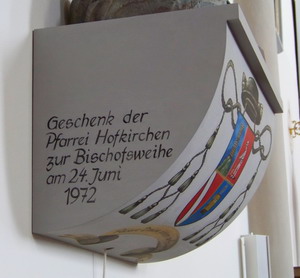 Geschenk der
Pfarrei Hofkirchen
zur Bischofsweihe
am 24. Juni
1972